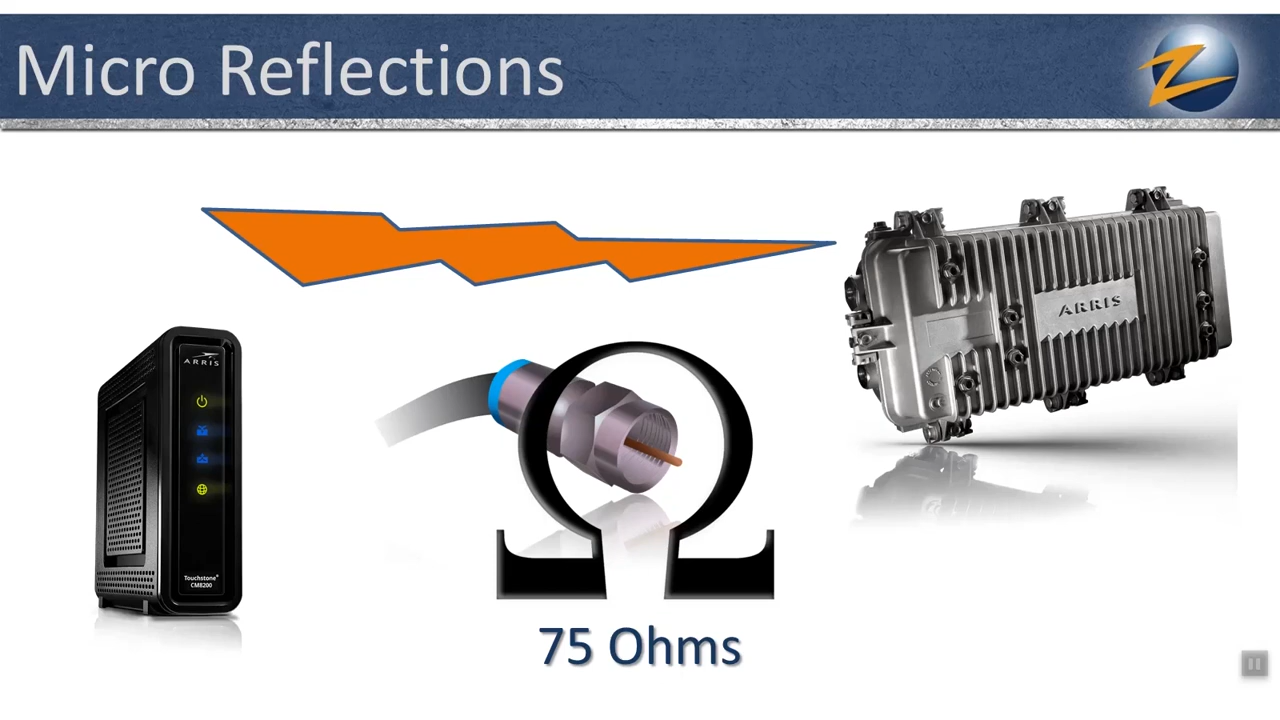 Micro Reflections
Z
ARRIS
ARRIS
Ω
Touchstone®
CM8200
75 Ohms